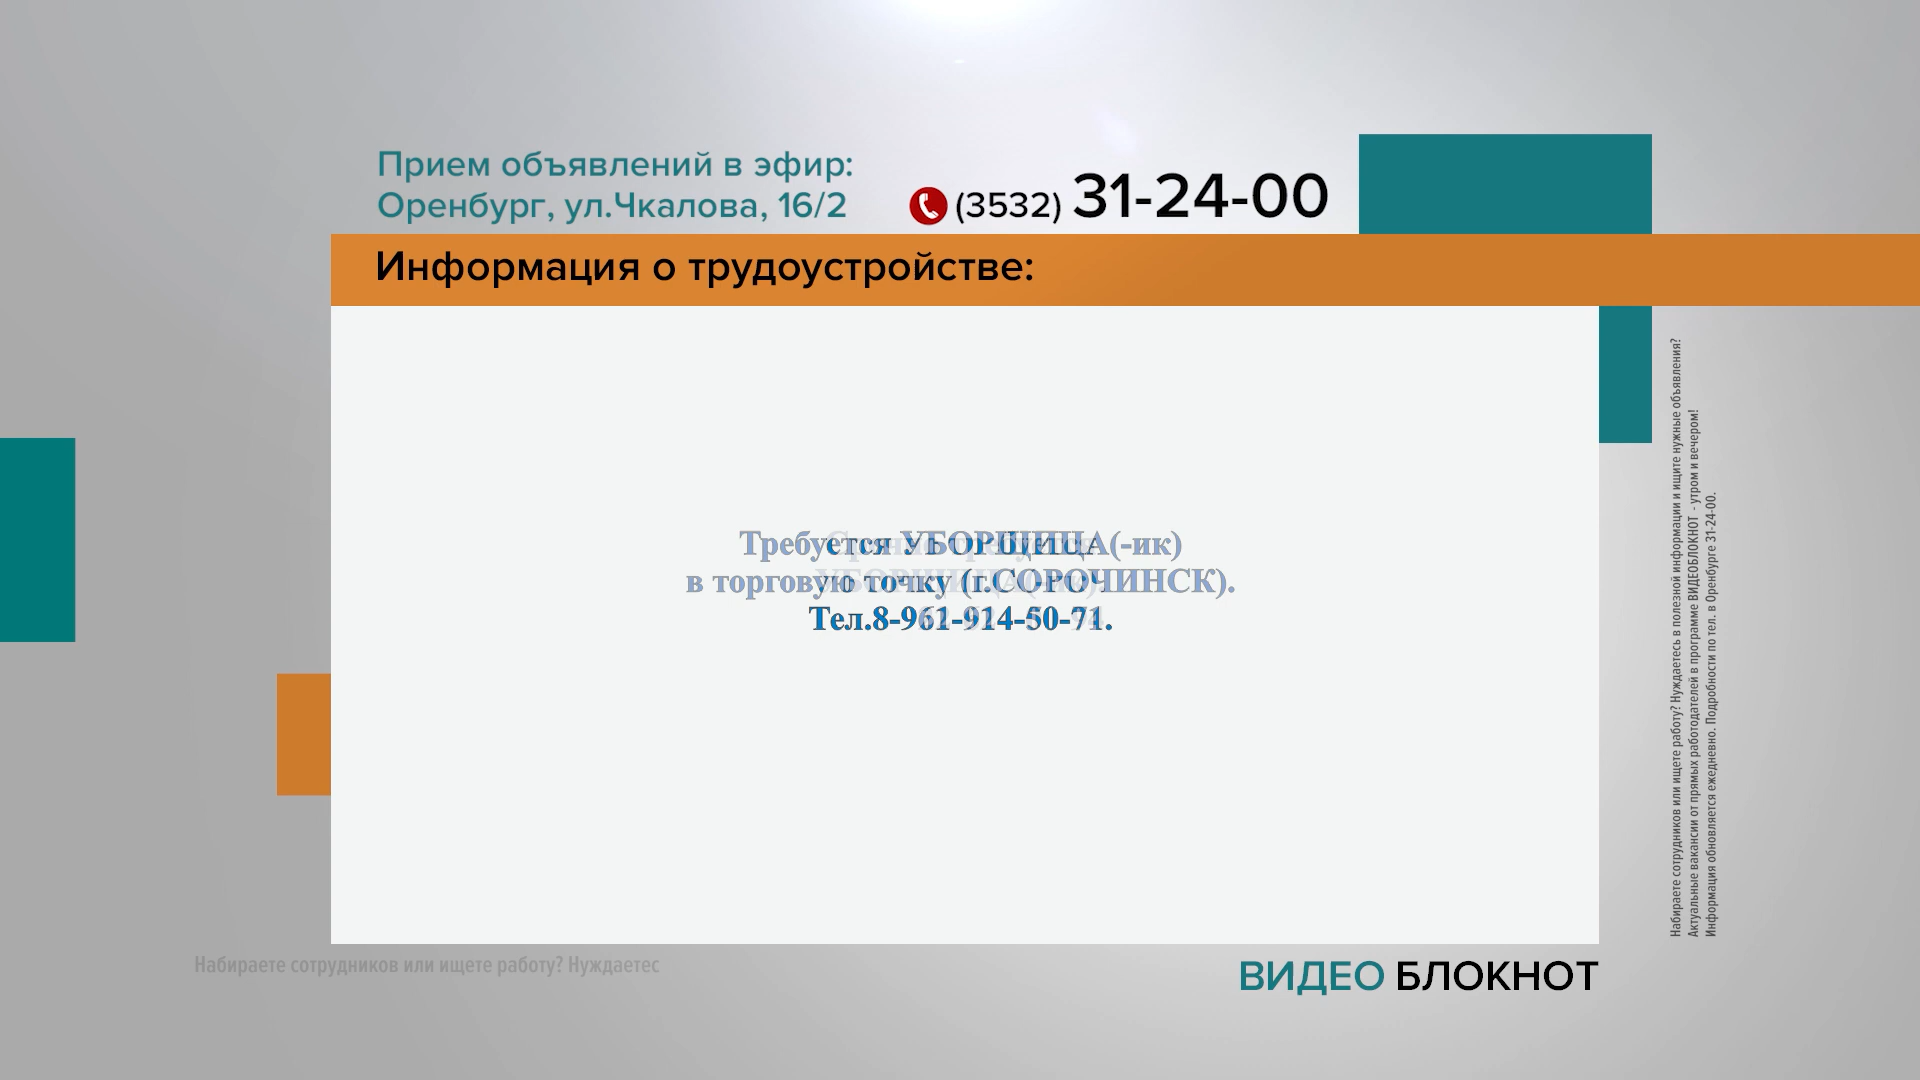 Прием объявлений в эфир:
Оренбург, ул.Чкалова, 16/2
(3532) 31-24-00
Информация о трудоустройстве:
Требуется УБОРЩИЦА(-ик)
в торговую точку (г.СОРОЧИНСК).
Тел.8-961-914-50-71.
Набираете сотрудников или ищете работу? Нуждаетесь в полезной информации и ищите нужные объявления?
Актуальные вакансии от прямых работодателей в программе ВИДЕОБЛОКНОТ - утром и вечером!
Информация обновляется ежедневно. Подробности по тел. в Оренбурге 31-24-00.
Набираете сотрудников или ищете работу? Нуждаетес
ВИДЕО БЛОКНОТ